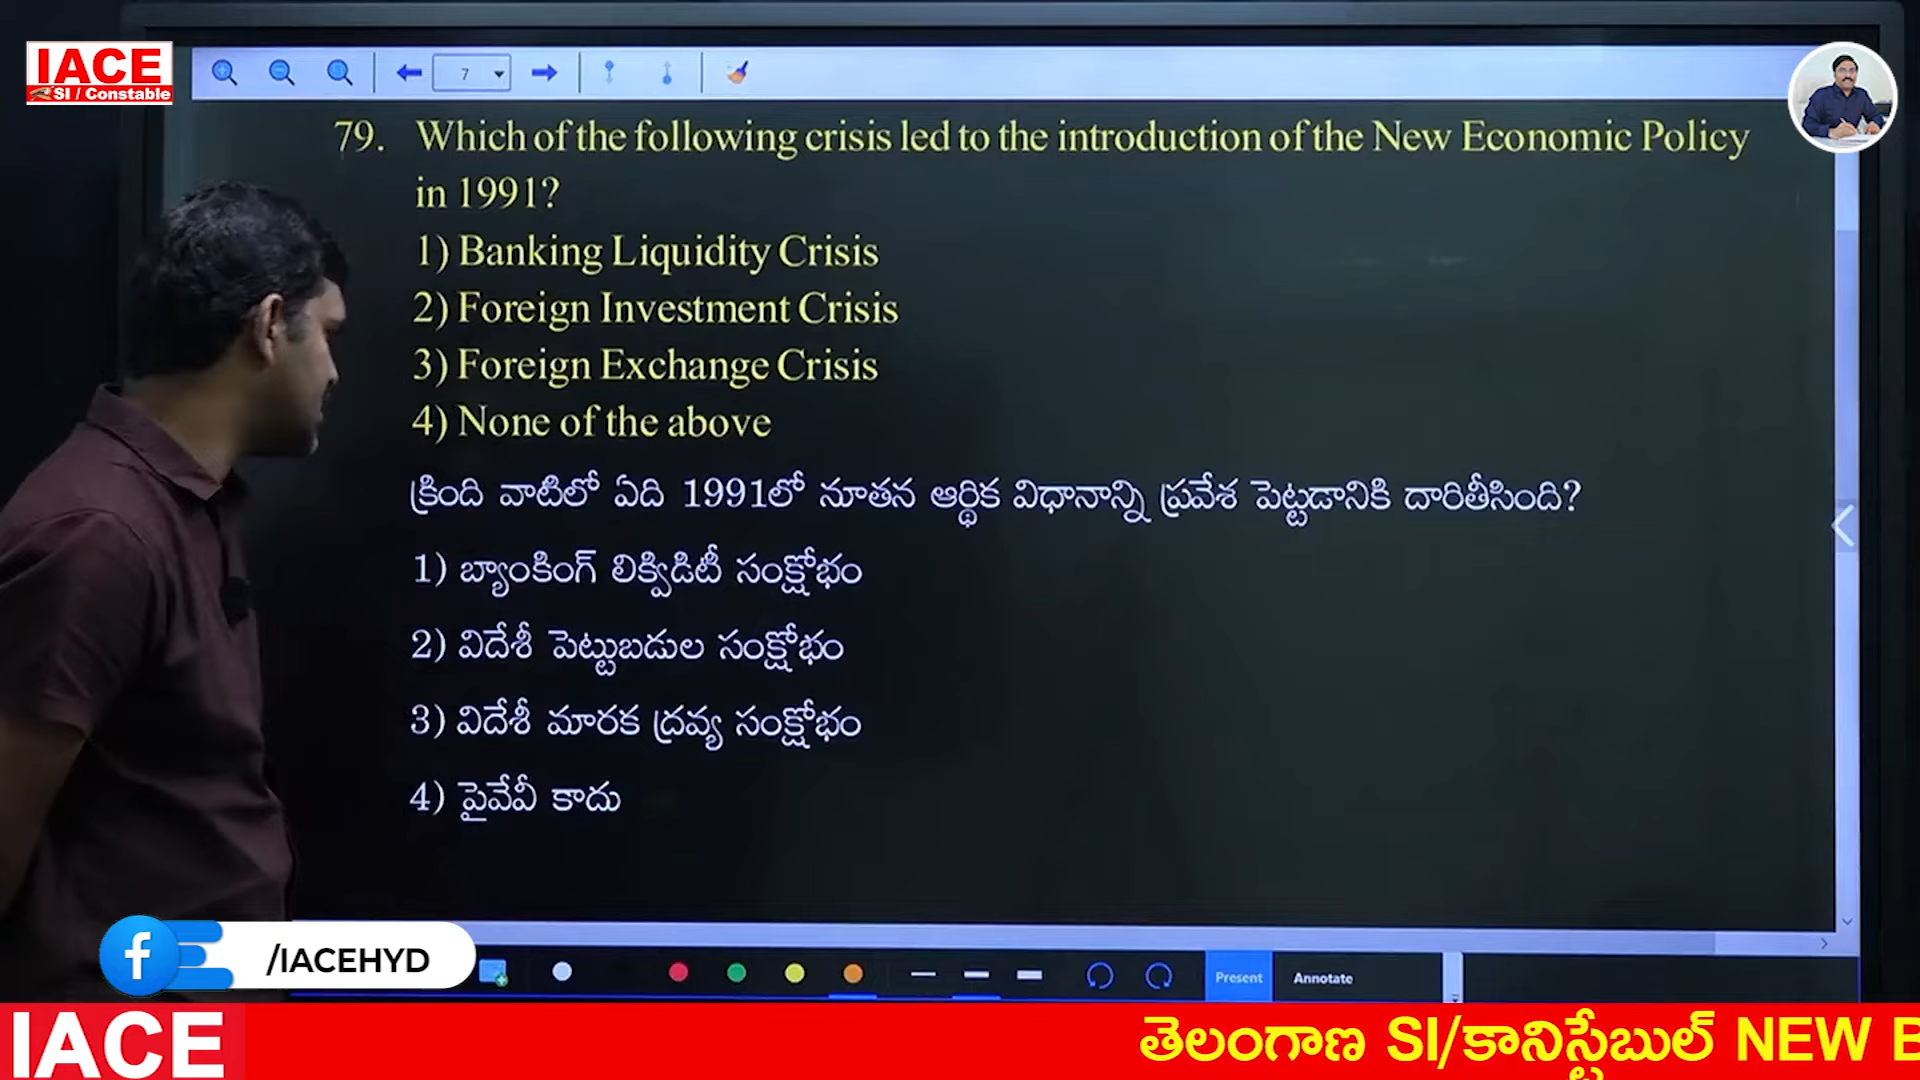 IACE
SI / Constable
7
79. Which of the following crisis led to the introduction of the New Economic Policy
in 1991?
1) Banking Liquidity Crisis
2) Foreign Investment Crisis
3) Foreign Exchange Crisis
4) None of the above
క్రింది వాటిలో ఏది 1991లో నూతన ఆర్థిక విధానాన్ని ప్రవేశ పెట్టడానికి దారితీసింది?
1) బ్యాంకింగ్ లిక్విడిటీ సంక్షోభం
2) విదేశీ పెట్టుబడుల సంక్షోభం
3) విదేశీ మారక ద్రవ్య సంక్షోభం
4) పైవేవీ కాదు
/IACEHYD
Present Annotate
IACE
తెలంగాణ SI/కానిస్టేబుల్ NEW B